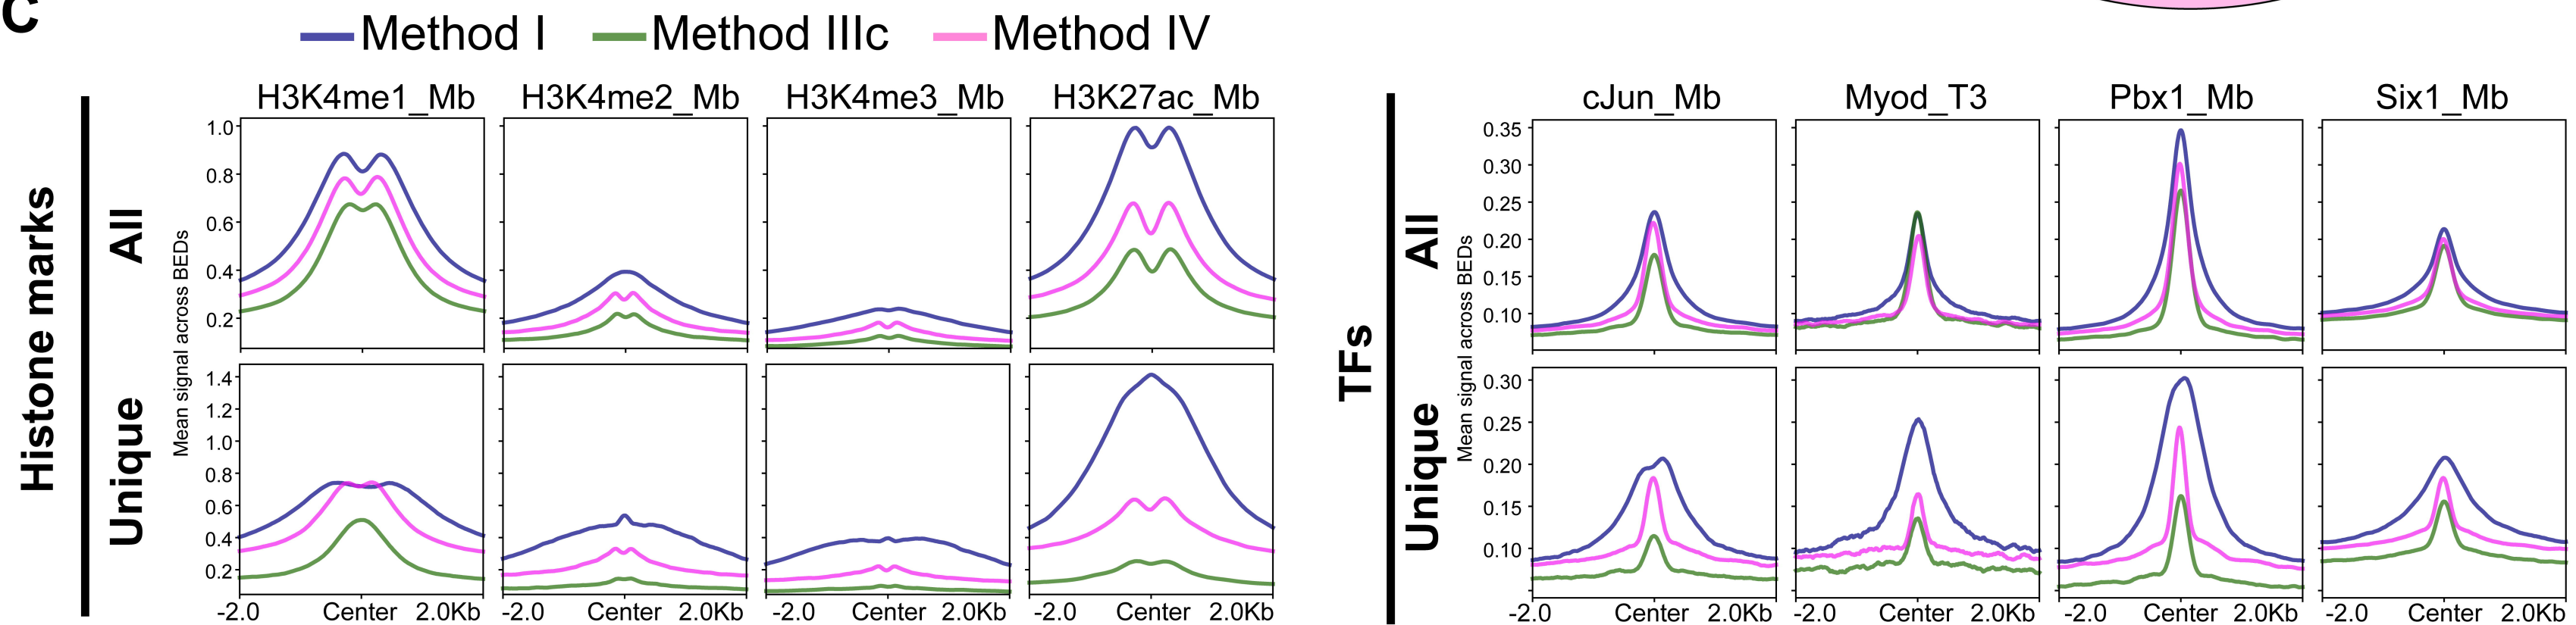 C
Method I Method IIIc Method IV
H3K4me1_Mb H3K4me2_Mb H3K4me3_Mb H3K27ac_Mb
cJun_Mb Myod_T3 Pbx1_Mb Six1_Mb
Histone marks
All
Unique
Mean signal across BEDs
1.0
0.8
0.6
0.4
0.2
1.4
1.2
1.0
0.8
0.6
0.4
0.2
-2.0 Center 2.0Kb -2.0 Center 2.0Kb -2.0 Center 2.0Kb -2.0 Center 2.0Kb
TFs
All
Unique
Mean signal across BEDs
0.35
0.30
0.25
0.20
0.15
0.10
0.30
0.25
0.20
0.15
0.10
-2.0 Center 2.0Kb -2.0 Center 2.0Kb -2.0 Center 2.0Kb -2.0 Center 2.0Kb